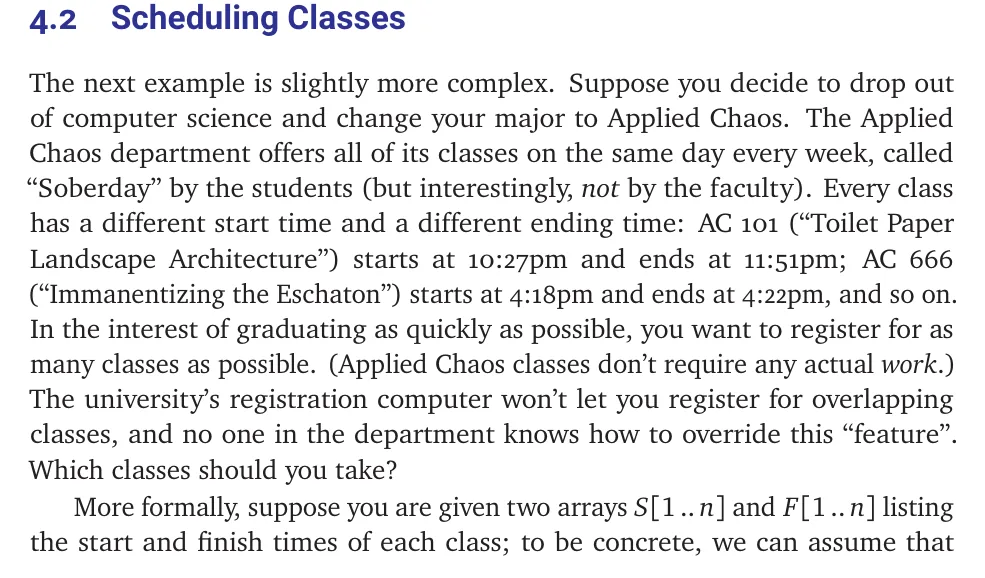 4.2 Scheduling Classes
The next example is slightly more complex. Suppose you decide to drop out
of computer science and change your major to Applied Chaos. The Applied
Chaos department offers all of its classes on the same day every week, called
“Soberday” by the students (but interestingly, not by the faculty). Every class
has a different start time and a different ending time: AC 101 (“Toilet Paper
Landscape Architecture”) starts at 10:27pm and ends at 11:51pm; AC 666
(“Immanentizing the Eschaton”) starts at 4:18pm and ends at 4:22pm, and so on.
In the interest of graduating as quickly as possible, you want to register for as
many classes as possible. (Applied Chaos classes don’t require any actual work.)
The university’s registration computer won’t let you register for overlapping
classes, and no one in the department knows how to override this “feature”.
Which classes should you take?
More formally, suppose you are given two arrays S[1 .. n] and F[1 .. n] listing
the start and finish times of each class; to be concrete, we can assume that